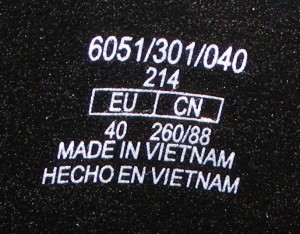 6051/301/040
214
EU CN
40 260/88
MADE IN VIETNAM
HECHO EN VIETNAM